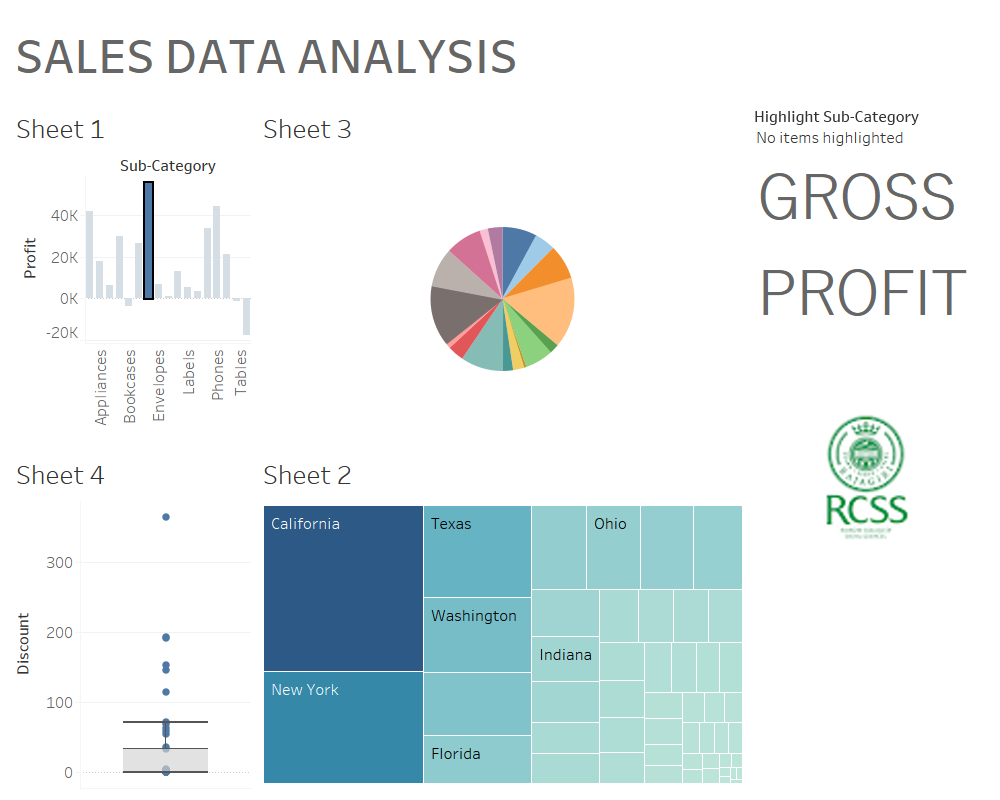 SALES DATA ANALYSIS
Sheet 1
Sub-Category
Profit
40K
20K
0K
-20K
Appliances
Bookcases
Envelopes
Labels
Phones
Tables
Sheet 3
Highlight Sub-Category
No items highlighted
GROSS
PROFIT
RAJAGIRI
RCSS
Sheet 4
Discount
300
200
100
0
Sheet 2
California
New York
Texas
Washington
Florida
Ohio
Indiana